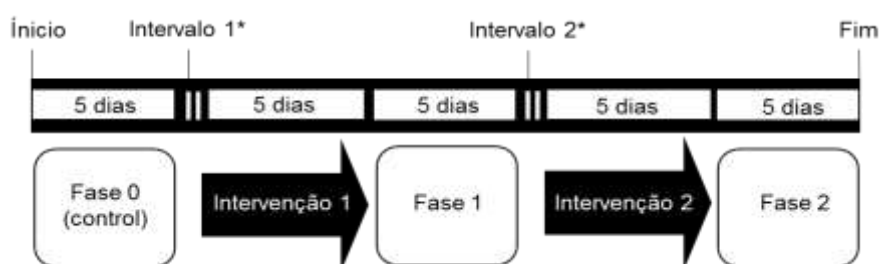 Ínicio Intervalo 1* Intervalo 2* Fim
5 dias 5 dias 5 dias 5 dias 5 dias
Fase 0
(control)
Intervenção 1
Fase 1
Intervenção 2
Fase 2